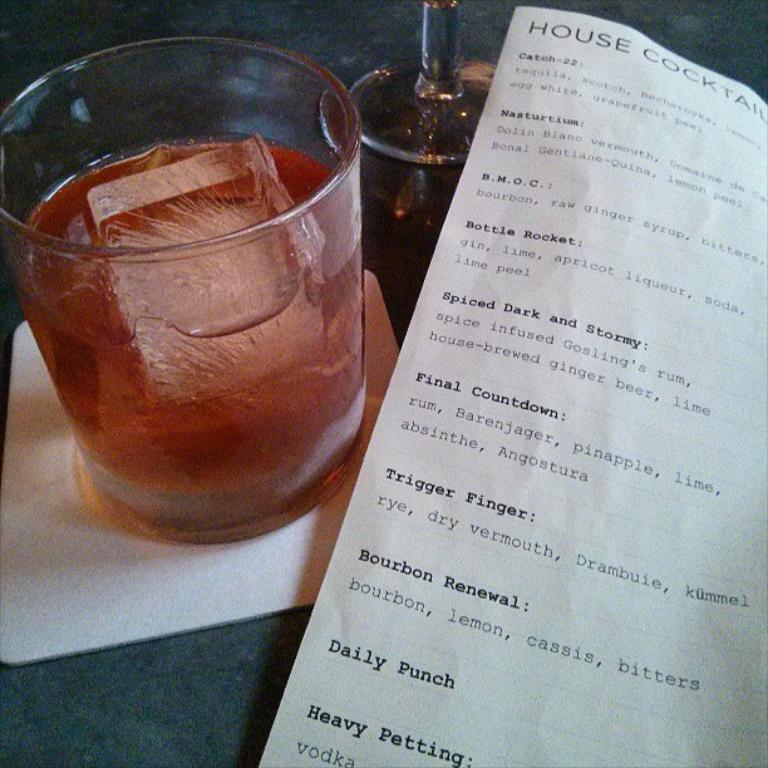 HOUSE COCKTAIL
Catch-22:
tequila, scotch, Becherovka, lemon,
egg white, grapefruit peel
Nasturtium:
Dolin Blanc vermouth, Domaine de Ca
Bonal Gentiane-Quina, lemon peel
B.M.O.C.:
bourbon, raw ginger syrup, bitters,
Bottle Rocket:
gin, lime, apricot liqueur, soda,
lime peel
Spiced Dark and Stormy:
spice infused Gosling's rum,
house-brewed ginger beer, lime
Final Countdown:
rum, Barenjager, pinapple, lime,
absinthe, Angostura
Trigger Finger:
rye, dry vermouth, Drambuie, kümmel
Bourbon Renewal:
bourbon, lemon, cassis, bitters
Daily Punch
Heavy Petting:
vodka